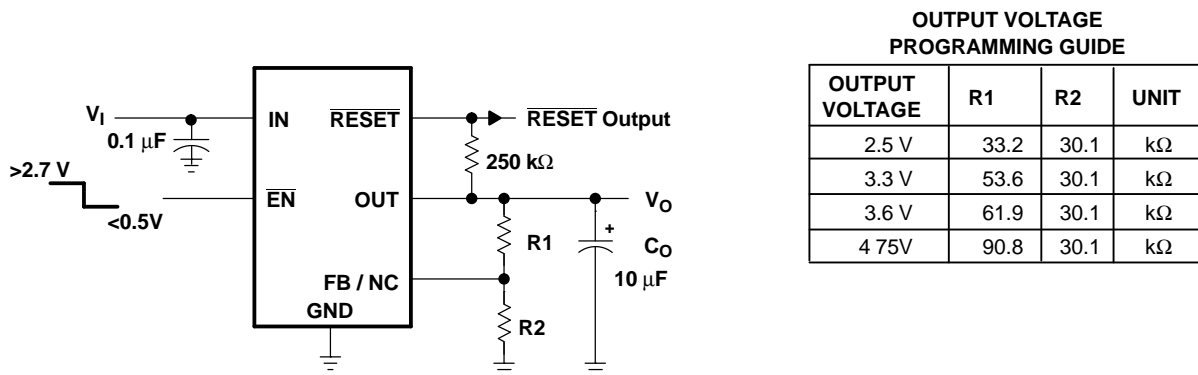 V_I
0.1 μF
>2.7 V
<0.5V
IN
RESET
EN
OUT
FB / NC
GND
RESET Output
250 kΩ
V_O
R1
R2
+
C_O
10 μF
OUTPUT VOLTAGE
PROGRAMMING GUIDE
OUTPUT VOLTAGE R1 R2 UNIT
2.5 V 33.2 30.1 kΩ
3.3 V 53.6 30.1 kΩ
3.6 V 61.9 30.1 kΩ
4 75V 90.8 30.1 kΩ